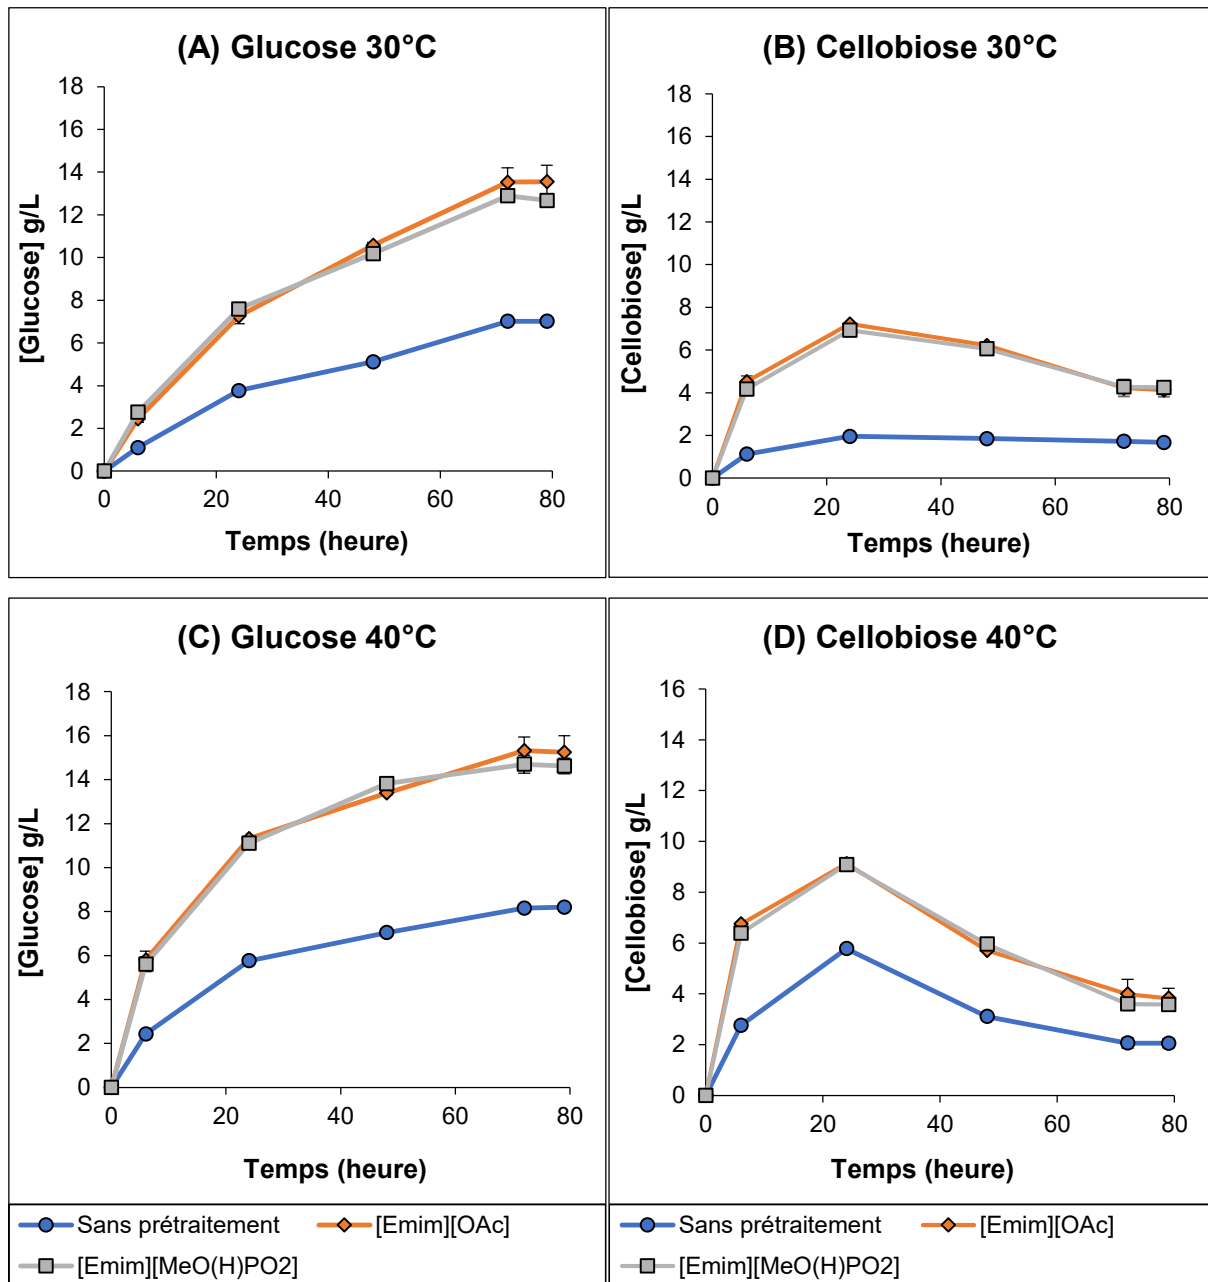 (A) Glucose 30°C
18
16
14
12
10
8
6
4
2
0
[Glucose] g/L
0 20 40 60 80
Temps (heure)
(B) Cellobiose 30°C
18
16
14
12
10
8
6
4
2
0
[Cellobiose] g/L
0 20 40 60 80
Temps (heure)
(C) Glucose 40°C
18
16
14
12
10
8
6
4
2
0
[Glucose] g/L
0 20 40 60 80
Temps (heure)
(D) Cellobiose 40°C
16
14
12
10
8
6
4
2
0
[Cellobiose] g/L
0 20 40 60 80
Temps (heure)
Sans prétraitement [Emim][OAc]
[Emim][MeO(H)PO2]
Sans prétraitement [Emim][OAc]
[Emim][MeO(H)PO2]